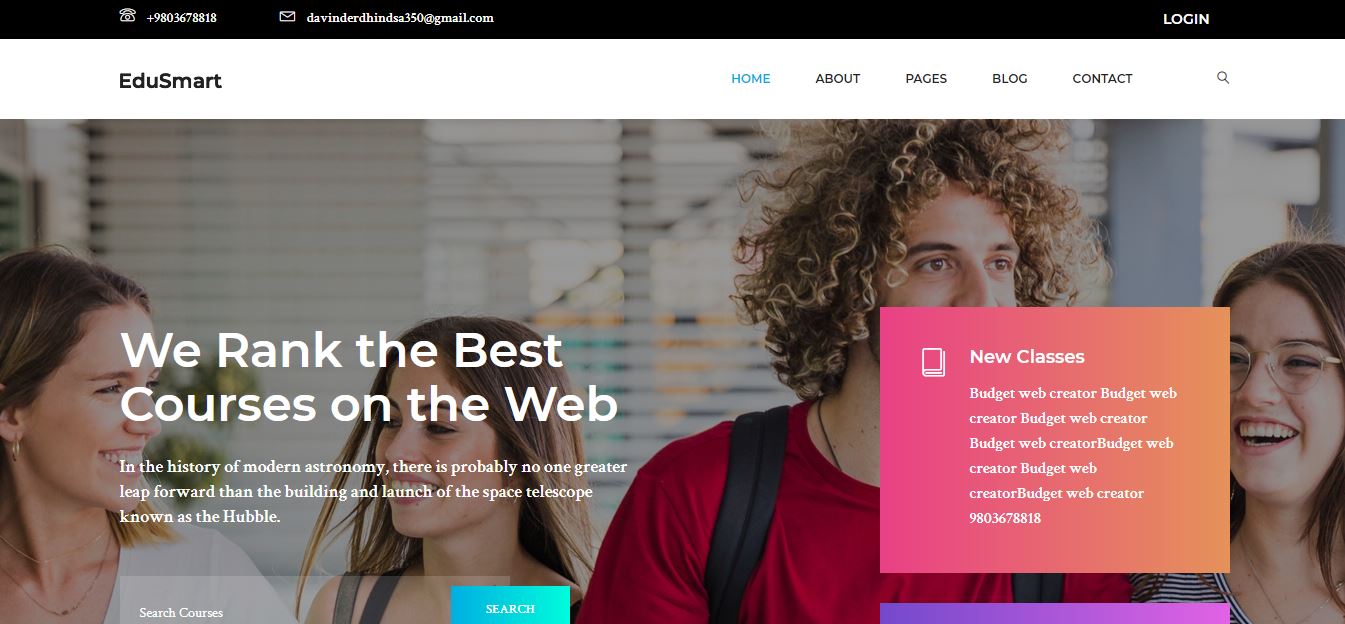 +9803678818
davinderdhindsa350@gmail.com
LOGIN
EduSmart
HOME
ABOUT
PAGES
BLOG
CONTACT
We Rank the Best
Courses on the Web
In the history of modern astronomy, there is probably no one greater
leap forward than the building and launch of the space telescope
known as the Hubble.
Search Courses
SEARCH
New Classes
Budget web creator Budget web
creator Budget web creator
Budget web creatorBudget web
creator Budget web
creatorBudget web creator
9803678818